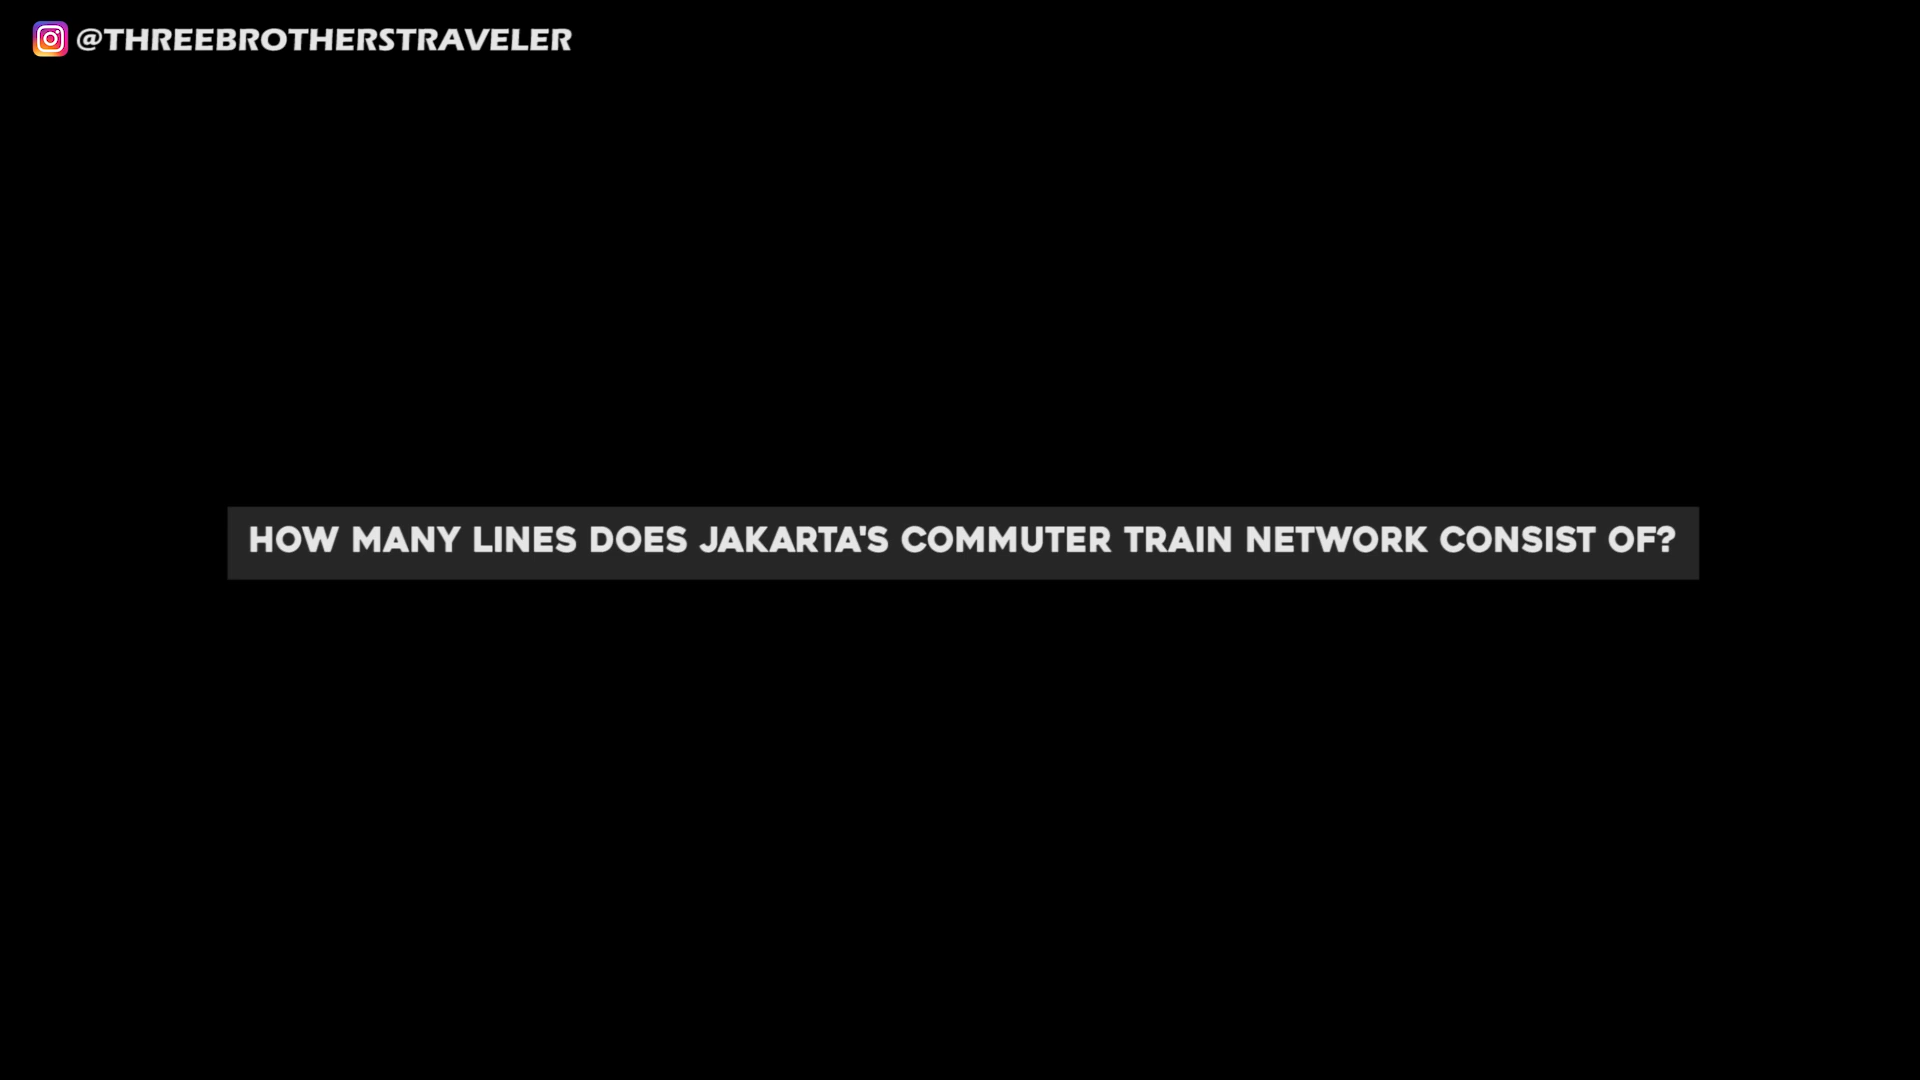 @THREEBROTHERSTRAVELER
HOW MANY LINES DOES JAKARTA'S COMMUTER TRAIN NETWORK CONSIST OF?